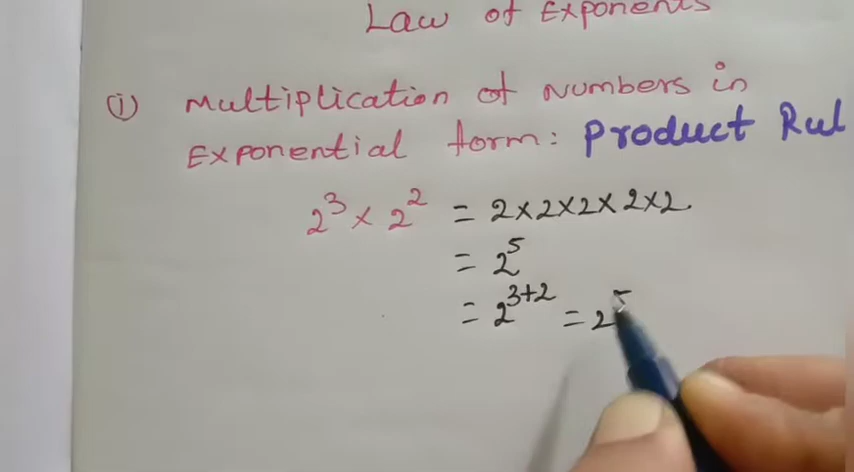 Law of Exponents
(i) Multiplication of Numbers in
Exponential form: Product Rul
2³ × 2² = 2×2×2×2×2
= 2⁵
= 2³⁺² = 2⁵